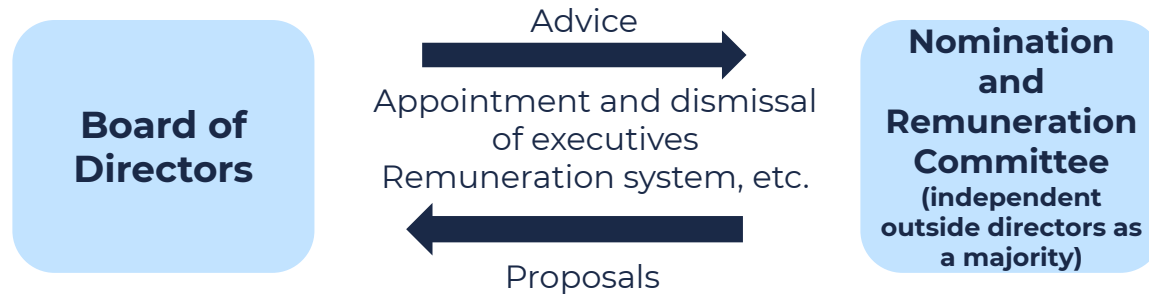 Board of
Directors
Advice
Appointment and dismissal
of executives
Remuneration system, etc.
Proposals
Nomination
and
Remuneration
Committee
(independent
outside directors as
a majority)